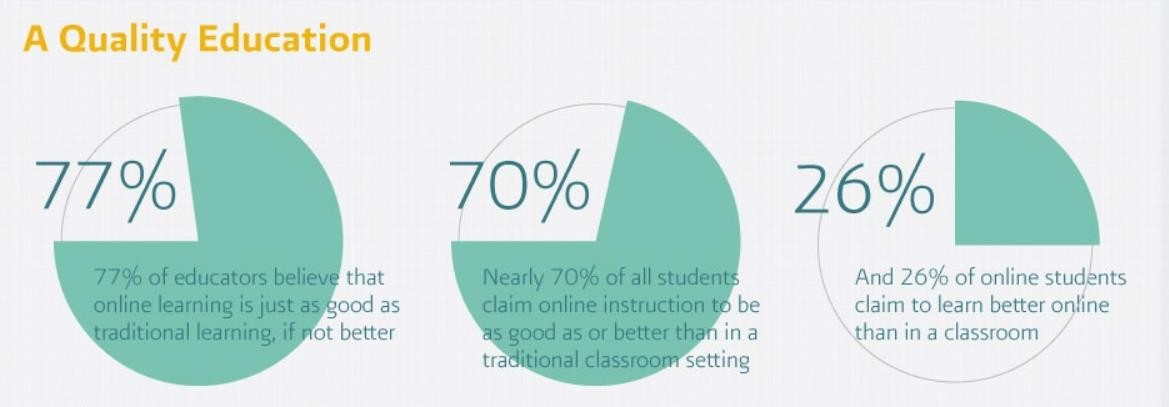 A Quality Education
77%
77% of educators believe that
online learning is just as good as
traditional learning, if not better
70%
Nearly 70% of all students
claim online instruction to be
as good as or better than in a
traditional classroom setting
26%
And 26% of online students
claim to learn better online
than in a classroom